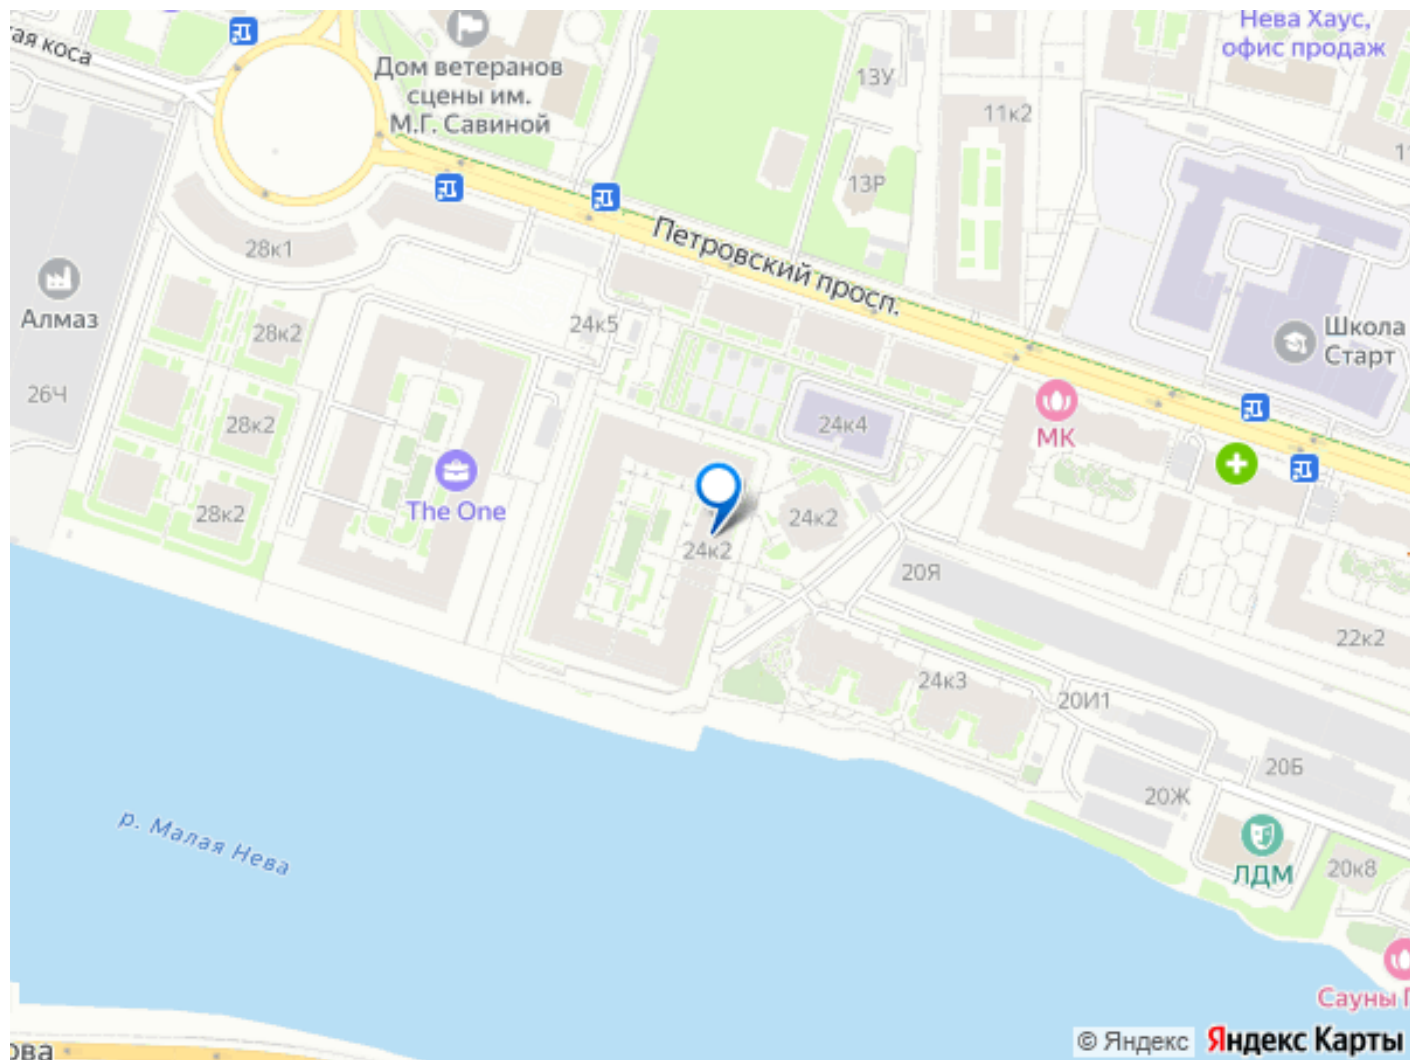 Нева Хаус,
офис продаж
ая коса
Дом ветеранов
сцены им.
М.Г. Савиной
13У
11к2
11
13Р
Петровский просп.
28к1
Алмаз
28к2
24к5
Школа
Старт
26Ч
28к2
24к4
МК
The One
28к2
24к2
24к2
20Я
22к2
24к3
20И1
20Б
20Ж
р. Малая Нева
ЛДМ
20к8
Сауны
ова
© Яндекс
Яндекс Карты